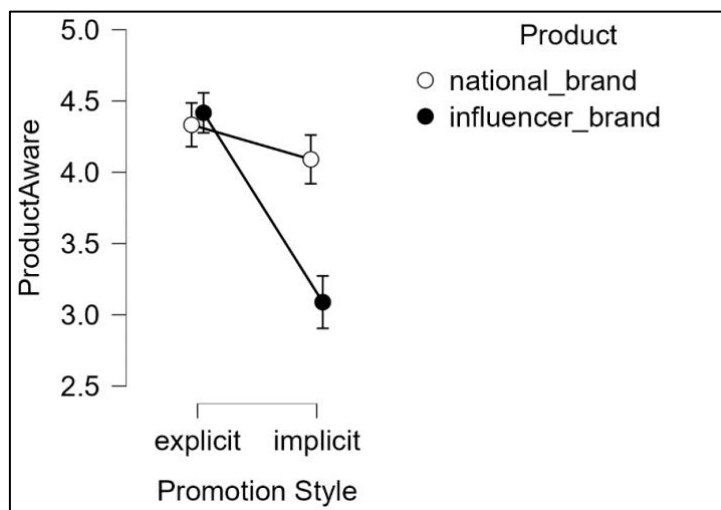 Product
national_brand
influencer_brand
ProductAware
5.0
4.5
4.0
3.5
3.0
2.5
explicit implicit
Promotion Style